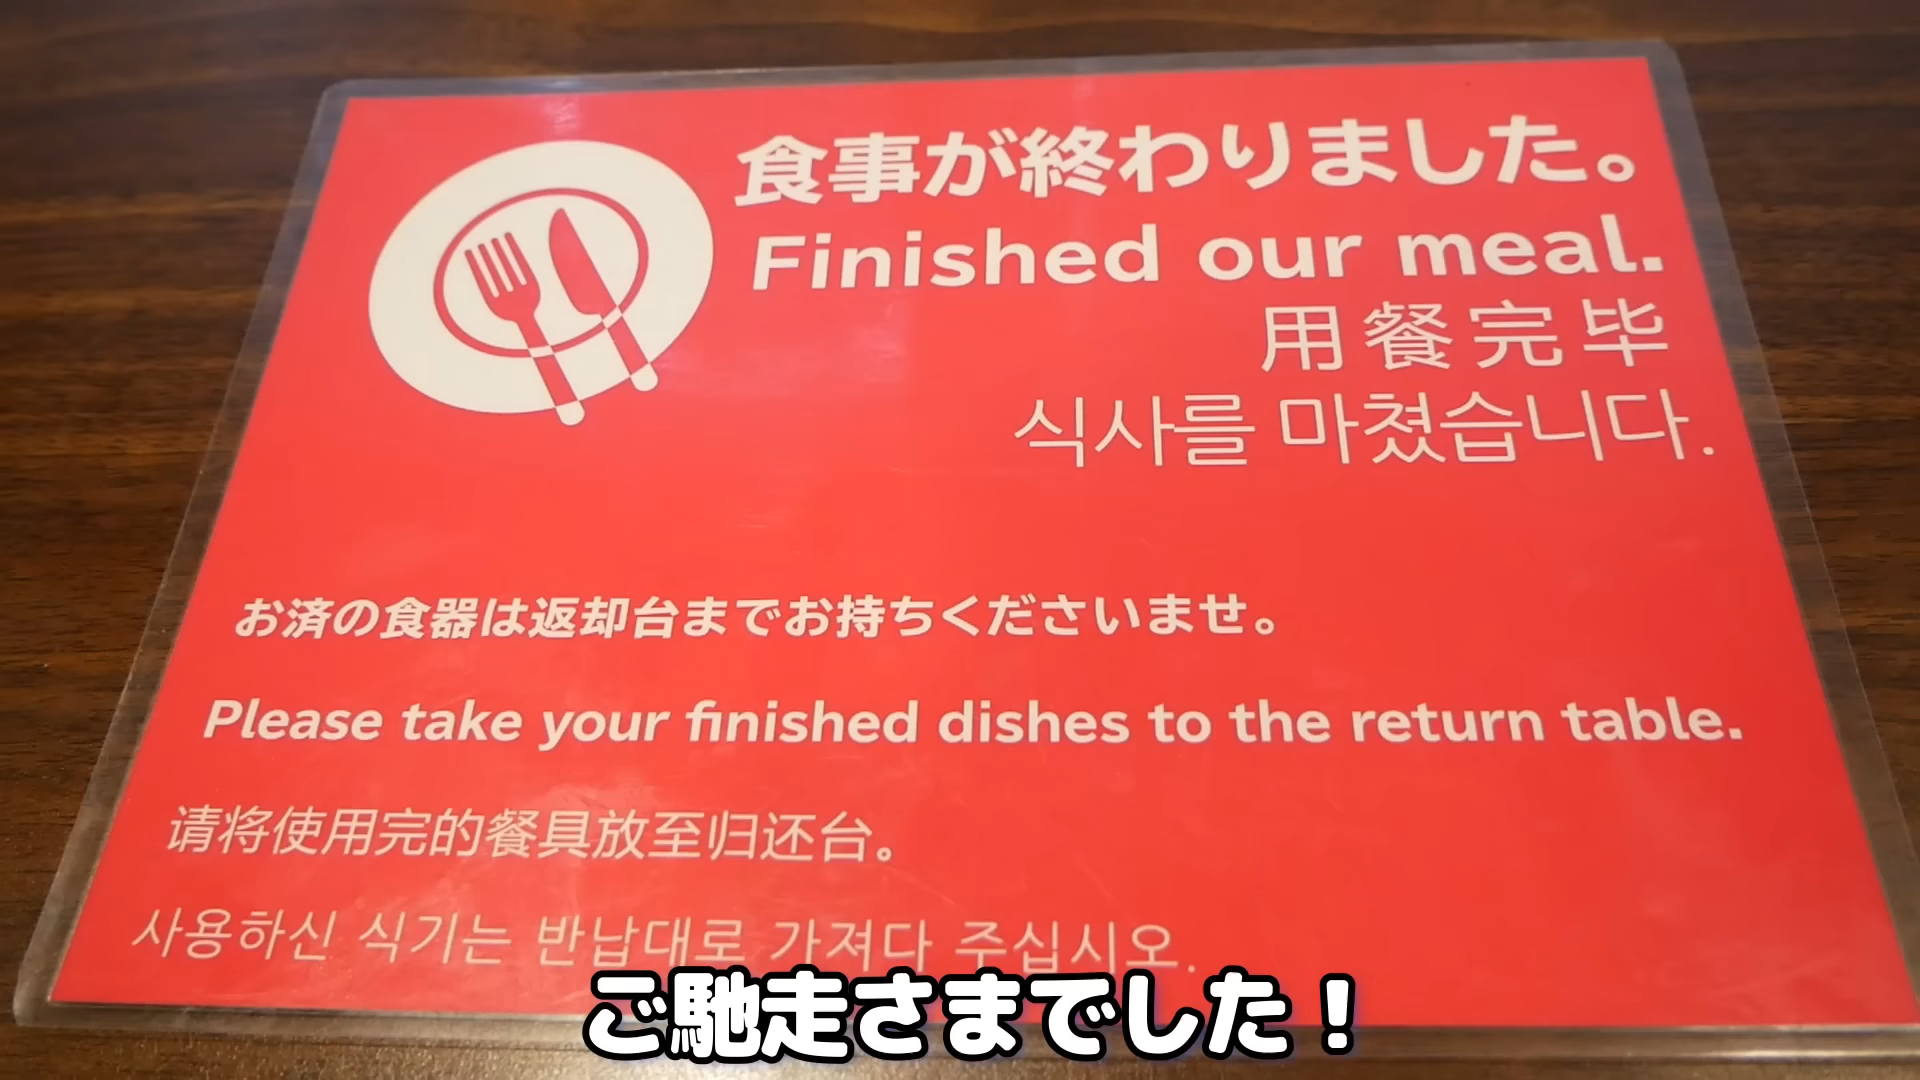 食事が終わりました。
Finished our meal.
用餐完毕
식사를 마쳤습니다.
お済の食器は返却台までお持ちくださいませ。
Please take your finished dishes to the return table.
请将使用完的餐具放至归还台。
사용하신 식기는 반납대로 가져다 주십시오.
ご馳走さまでした！